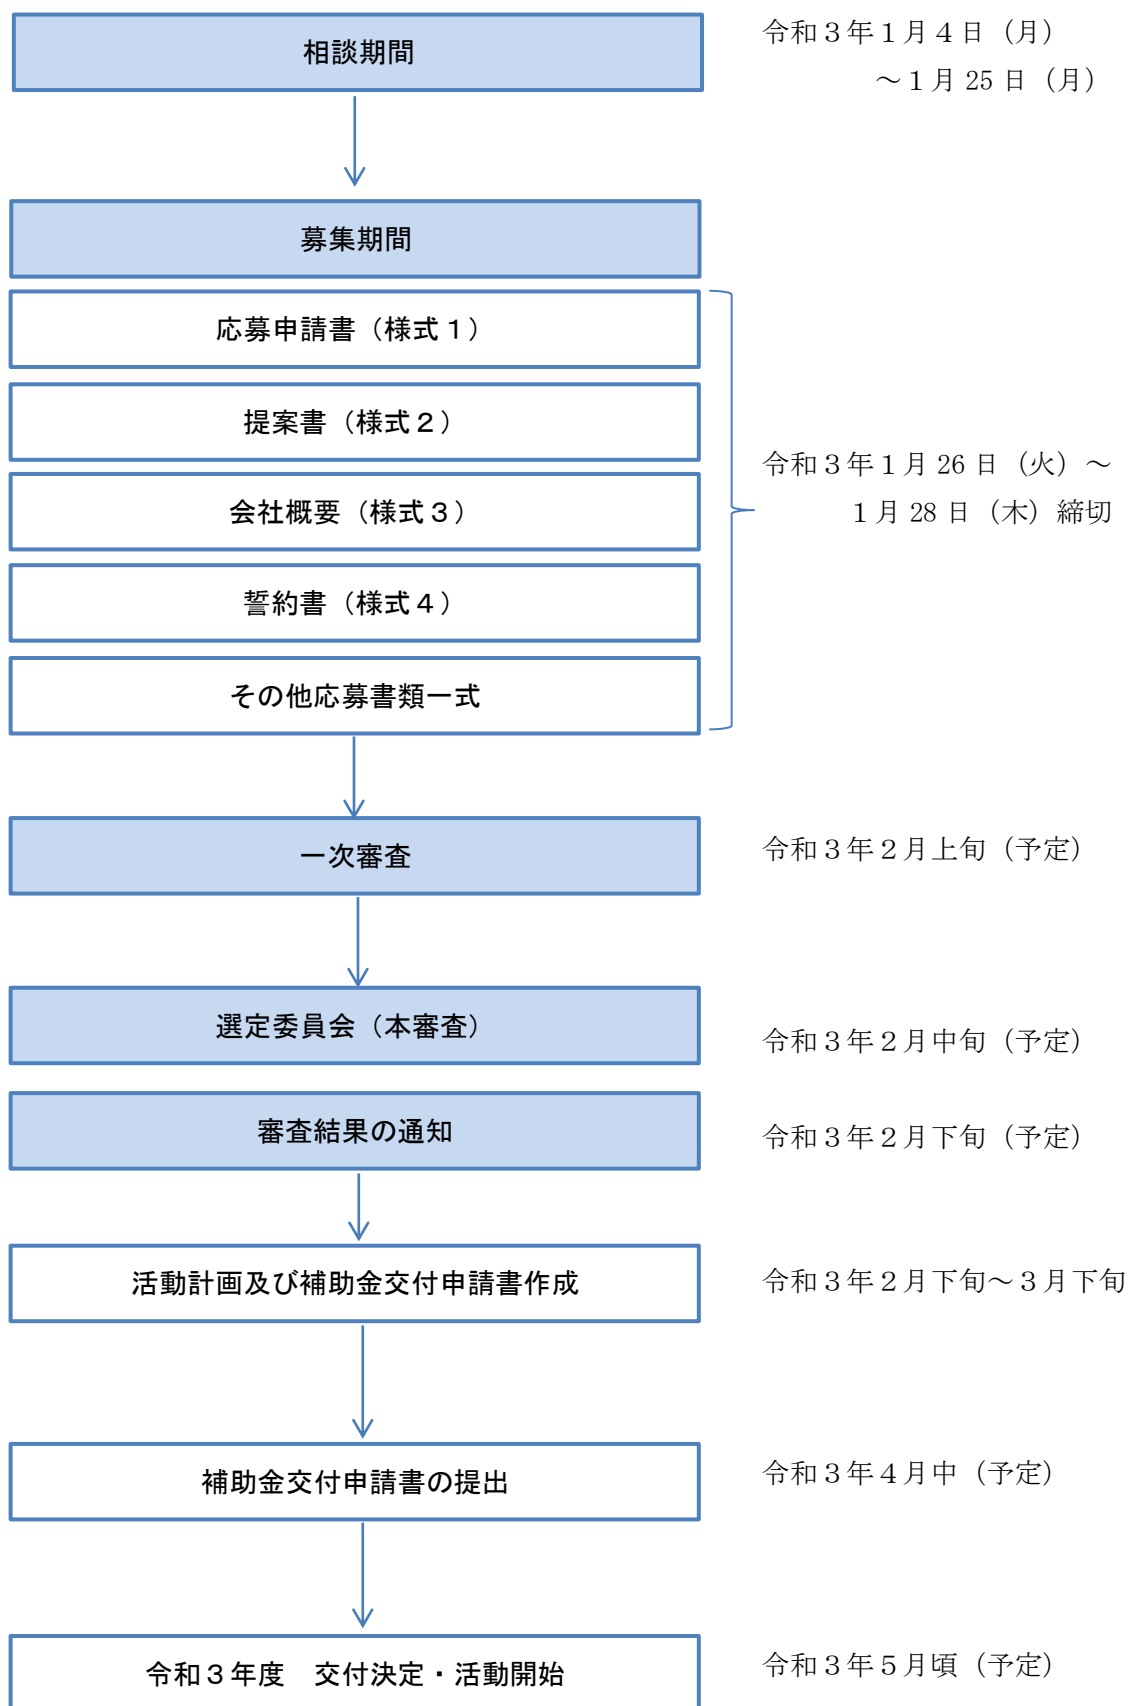 相談期間
令和３年１月４日（月）
～１月 25 日（月）
募集期間
応募申請書（様式１）
提案書（様式２）
会社概要（様式３）
誓約書（様式４）
その他応募書類一式
令和３年１月 26 日（火）～
１月 28 日（木）締切
一次審査
令和３年２月上旬（予定）
選定委員会（本審査）
令和３年２月中旬（予定）
審査結果の通知
令和３年２月下旬（予定）
活動計画及び補助金交付申請書作成
令和３年２月下旬～３月下旬
補助金交付申請書の提出
令和３年４月中（予定）
令和３年度　交付決定・活動開始
令和３年５月頃（予定）